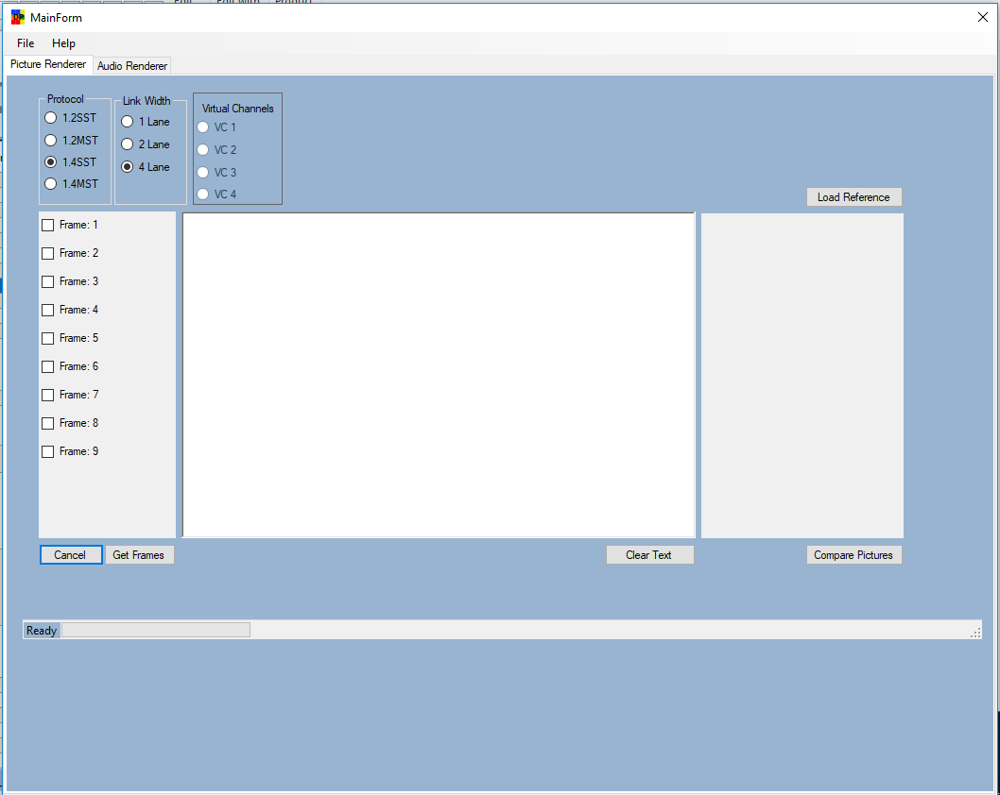 MainForm
File Help
Picture Renderer Audio Renderer
Protocol
1.2SST
1.2MST
1.4SST
1.4MST
Link Width
1 Lane
2 Lane
4 Lane
Virtual Channels
VC 1
VC 2
VC 3
VC 4
Load Reference
Frame: 1
Frame: 2
Frame: 3
Frame: 4
Frame: 5
Frame: 6
Frame: 7
Frame: 8
Frame: 9
Cancel Get Frames Clear Text Compare Pictures
Ready